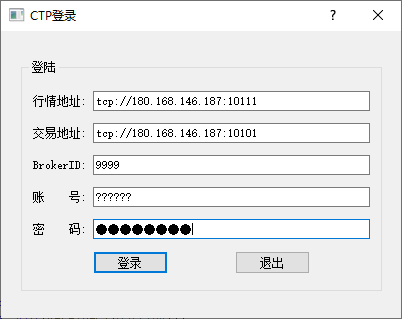 CTP登录
登陆
行情地址: tcp://180.168.146.187:10111
交易地址: tcp://180.168.146.187:10101
BrokerID: 9999
账 号: ??????
密 码: ●●●●●●●●
登录 退出